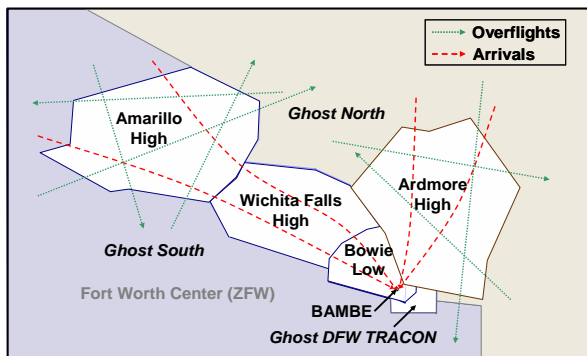 Overflights
Arrivals
Ghost North
Amarillo
High
Ardmore
High
Wichita Falls
High
Ghost South
Bowie
Low
Fort Worth Center (ZFW)
BAMBE
Ghost DFW TRACON